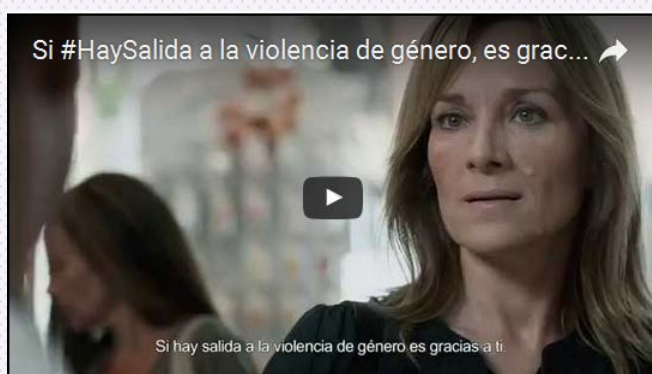 Si #HaySalida a la violencia de género, es grac...
Si hay salida a la violencia de género es gracias a ti.